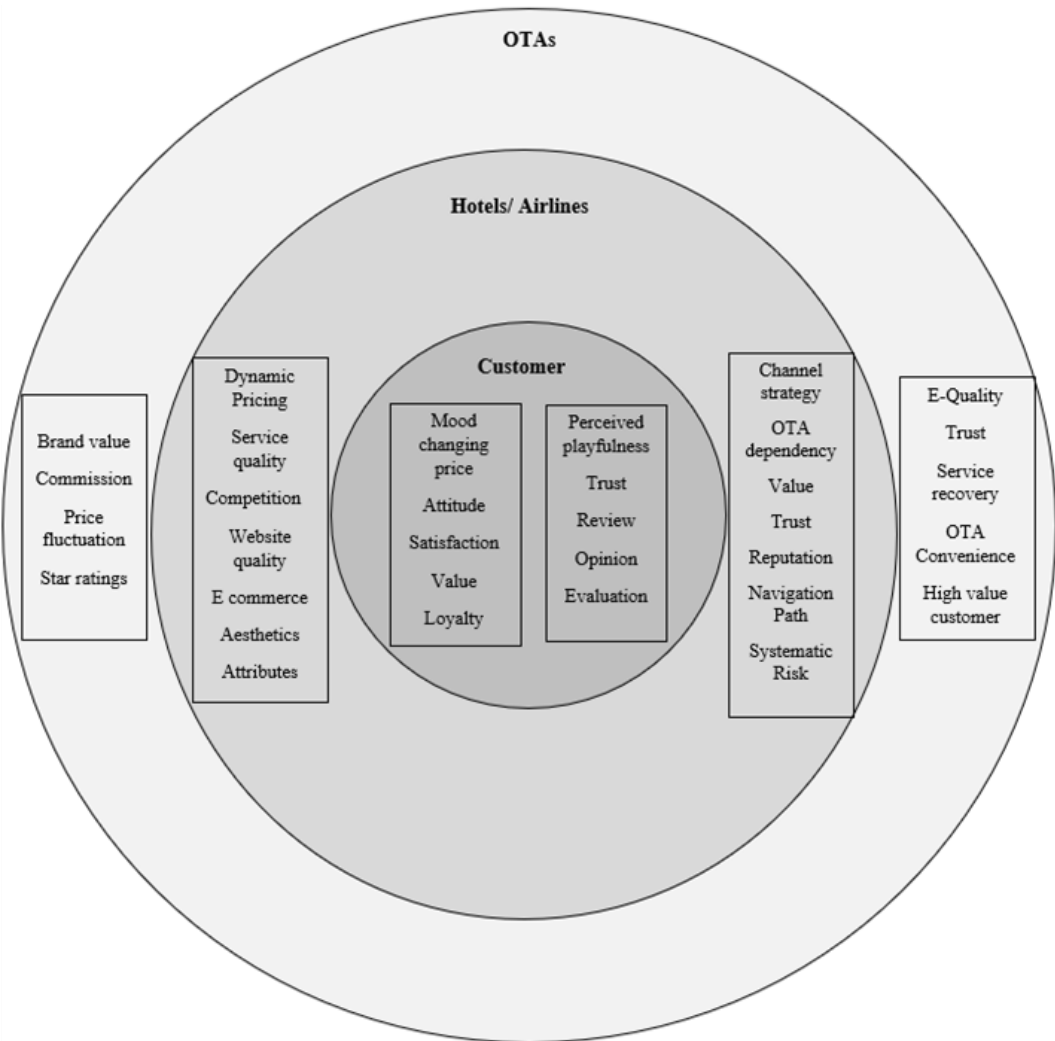 OTAs
Hotels/ Airlines
Customer
Brand value
Commission
Price
fluctuation
Star ratings
Dynamic
Pricing
Service
quality
Competition
Website
quality
E commerce
Aesthetics
Attributes
Mood
changing
price
Attitude
Satisfaction
Value
Loyalty
Perceived
playfulness
Trust
Review
Opinion
Evaluation
Channel
strategy
OTA
dependency
Value
Trust
Reputation
Navigation
Path
Systematic
Risk
E-Quality
Trust
Service
recovery
OTA
Convenience
High value
customer